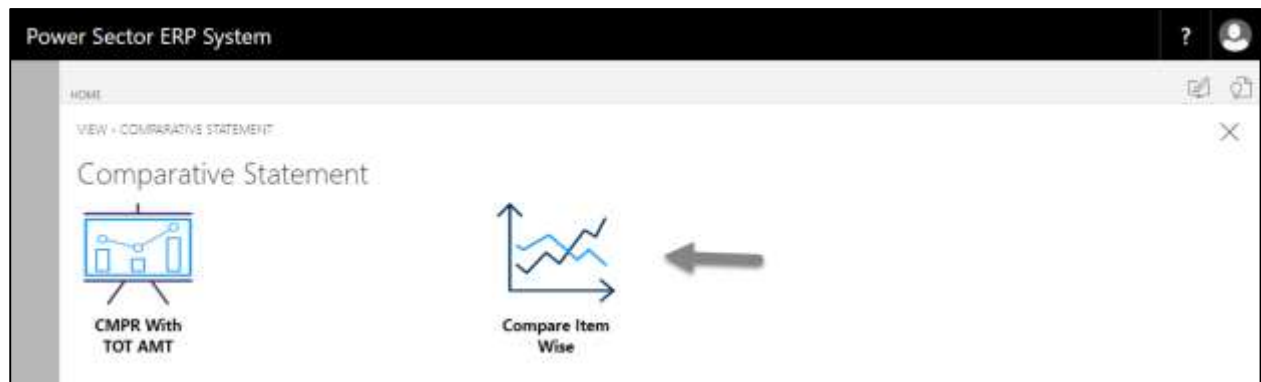 Power Sector ERP System ?
HOME
VIEW - COMPARATIVE STATEMENT
Comparative Statement
CMPR With
TOT AMT
Compare Item
Wise